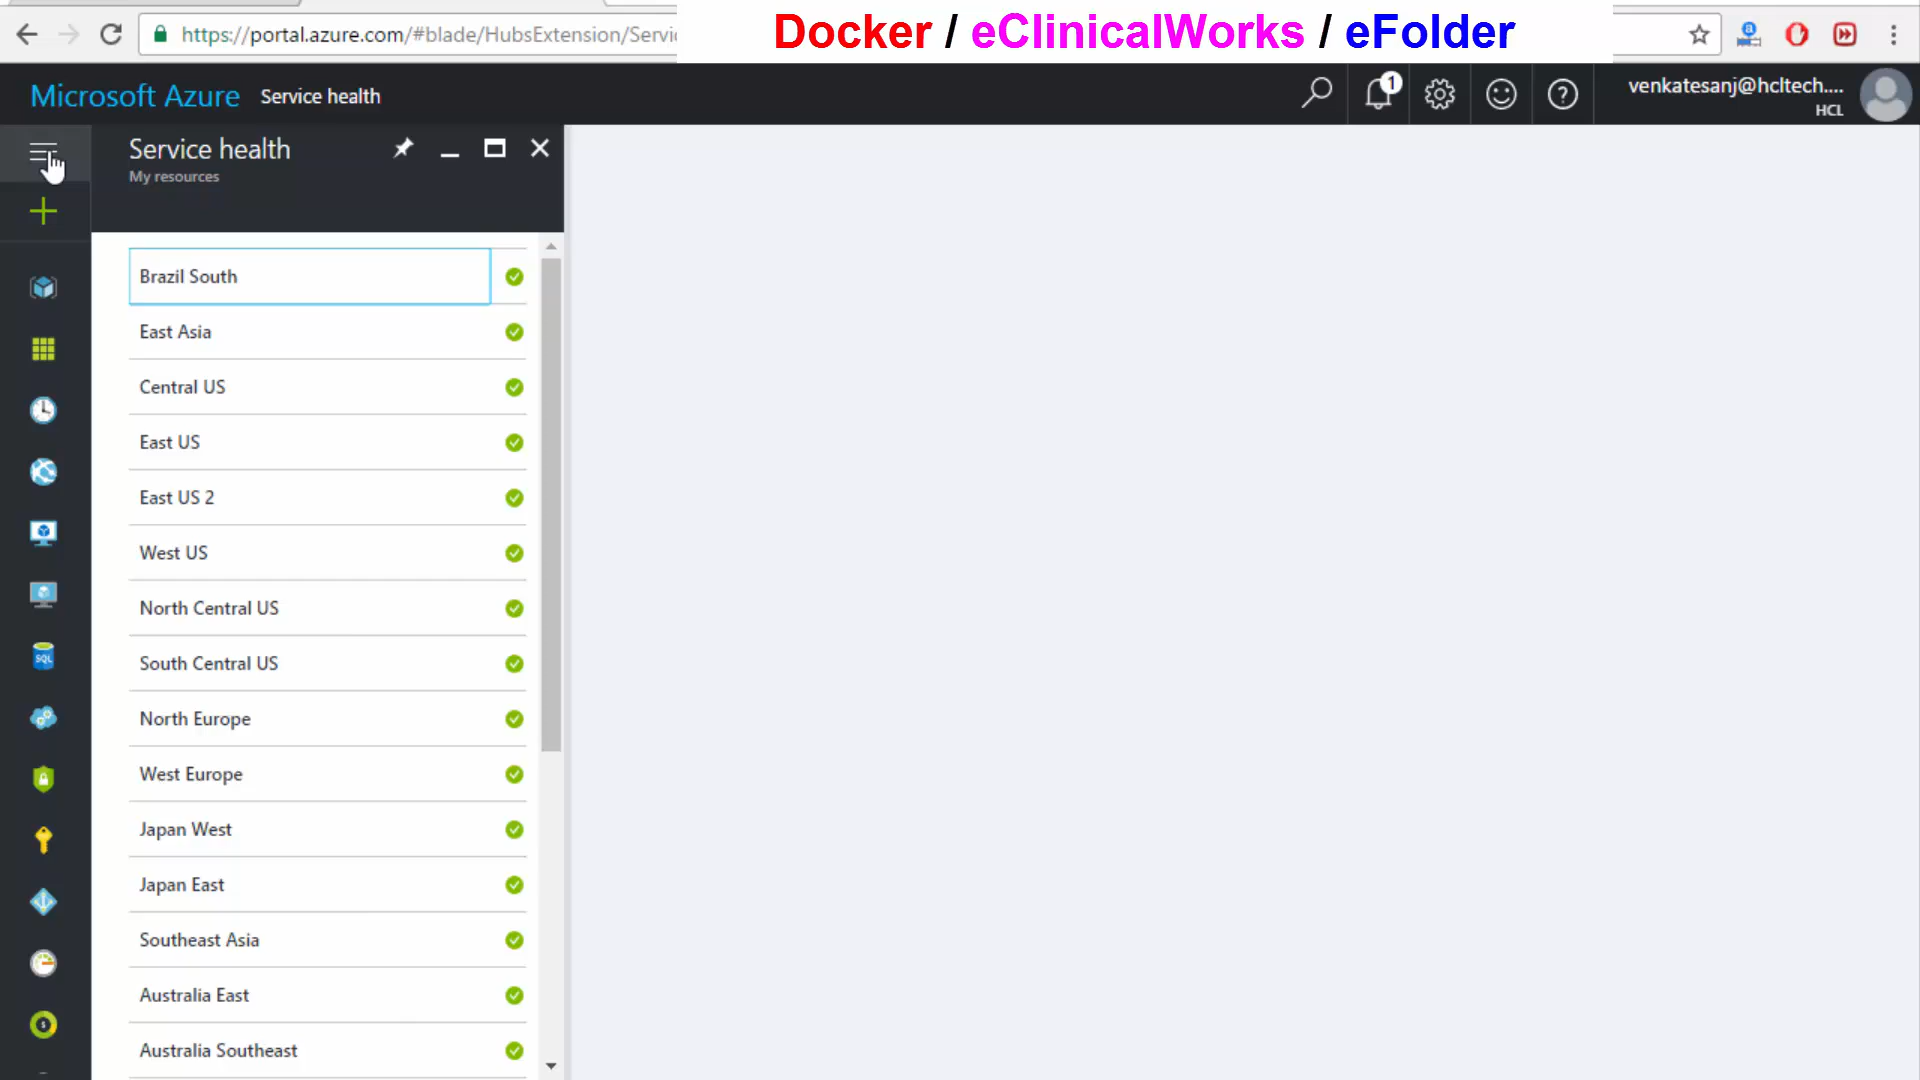 https://portal.azure.com/#blade/HubsExtension/Servic
Docker / eClinicalWorks / eFolder
Microsoft Azure
Service health
1
venkatesanj@hcltech....
HCL
Service health
My resources
Brazil South
East Asia
Central US
East US
East US 2
West US
North Central US
South Central US
North Europe
West Europe
Japan West
Japan East
Southeast Asia
Australia East
Australia Southeast
SQL